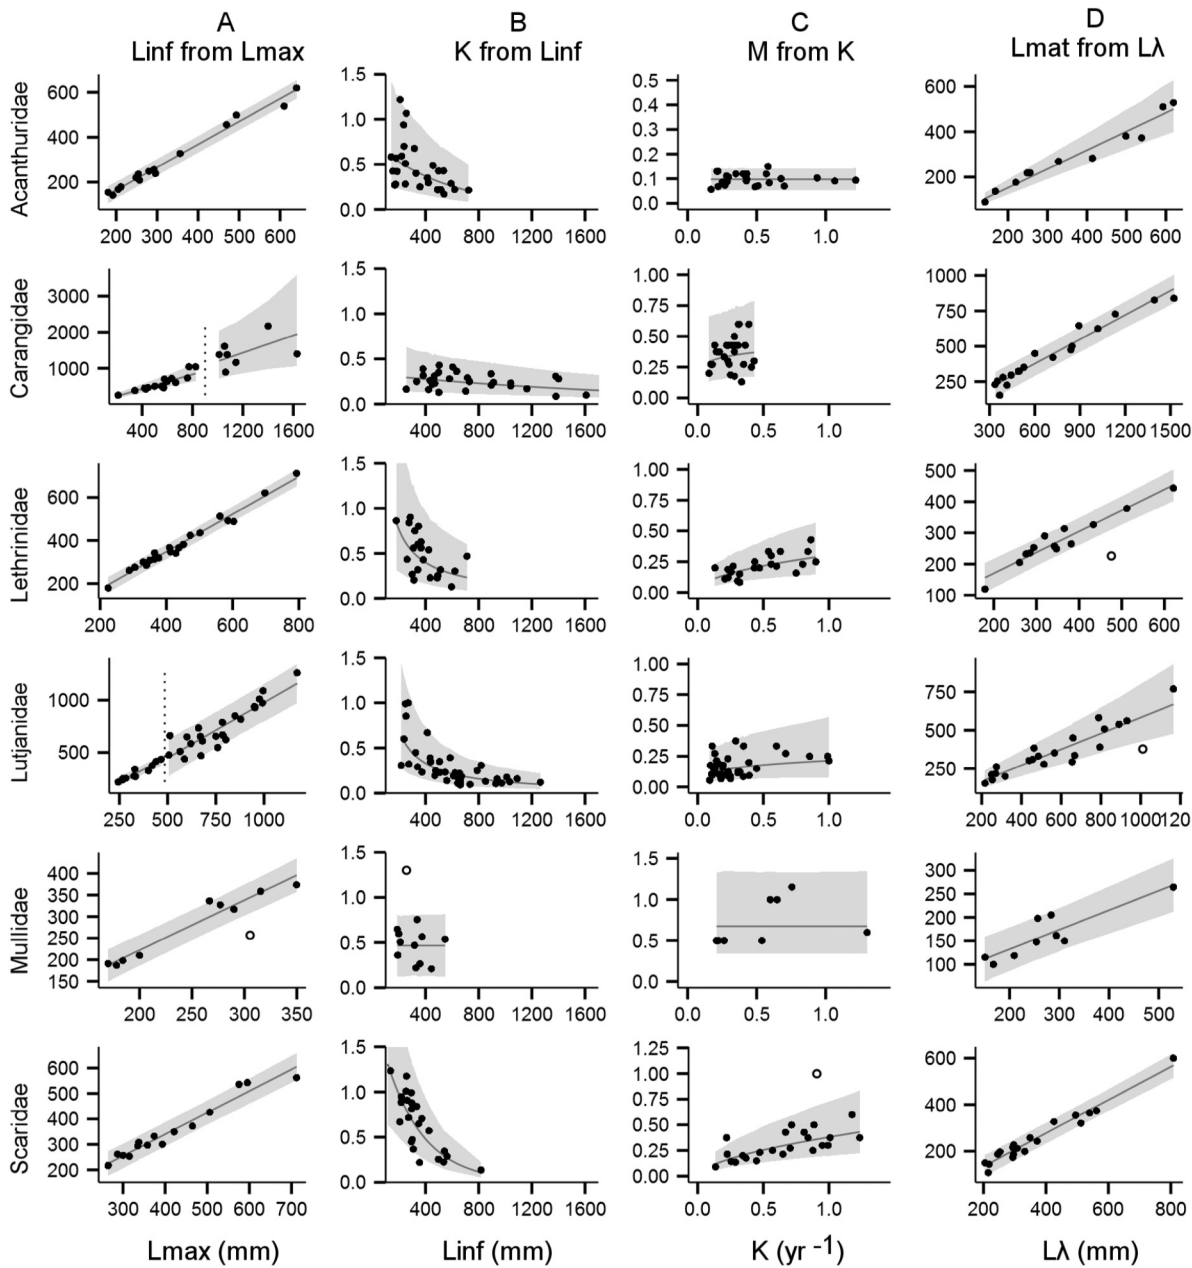 A
Linf from Lmax
B
K from Linf
C
M from K
D
Lmat from Lλ
Acanthuridae
600
400
200
200 300 400 500 600
1.5
1.0
0.5
0.0
400 800 1200 1600
0.5
0.4
0.3
0.2
0.1
0.0
0.0 0.5 1.0
600
400
200
200 300 400 500 600
Carangidae
3000
2000
1000
400 800 1200 1600
1.5
1.0
0.5
0.0
400 800 1200 1600
1.00
0.75
0.50
0.25
0.00
0.0 0.5 1.0
1000
750
500
250
300 600 900 1200 1500
Lethrinidae
600
400
200
200 400 600 800
1.5
1.0
0.5
0.0
400 800 1200 1600
1.00
0.75
0.50
0.25
0.00
0.0 0.5 1.0
500
400
300
200
100
200 300 400 500 600
Lutjanidae
1000
500
250 500 750 1000
1.5
1.0
0.5
0.0
400 800 1200 1600
1.00
0.75
0.50
0.25
0.00
0.0 0.5 1.0
750
500
250
200 400 600 800 1000 120
Mullidae
400
350
300
250
200
150
200 250 300 350
1.5
1.0
0.5
0.0
400 800 1200 1600
1.5
1.0
0.5
0.0
0.0 0.5 1.0
300
250
200
150
100
200 300 400 500
Scaridae
600
500
400
300
200
300 400 500 600 700
1.5
1.0
0.5
0.0
400 800 1200 1600
1.25
1.00
0.75
0.50
0.25
0.00
0.0 0.5 1.0
600
400
200
200 400 600 800
Lmax (mm)
Linf (mm)
K (yr -1)
Lλ (mm)